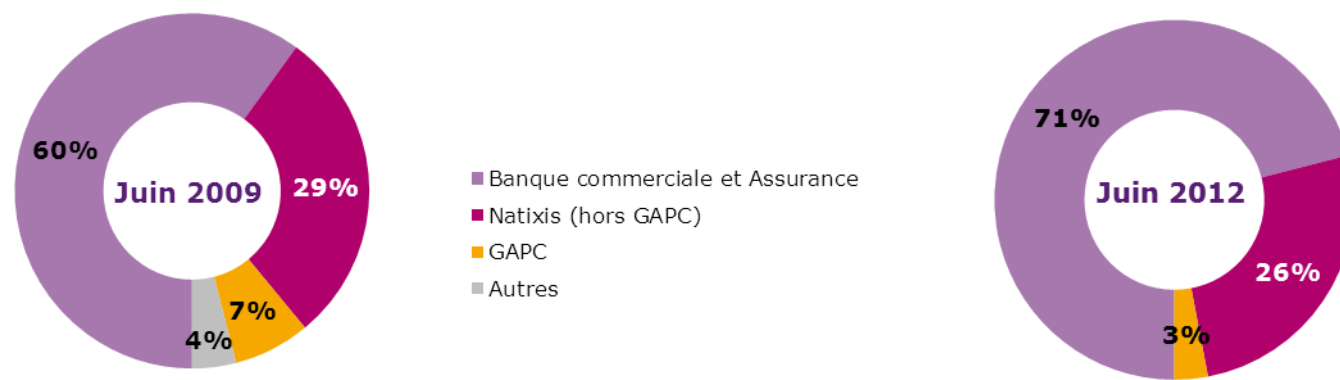 60%
Juin 2009
29%
7%
4%
Banque commerciale et Assurance
Natixis (hors GAPC)
GAPC
Autres
71%
Juin 2012
26%
3%